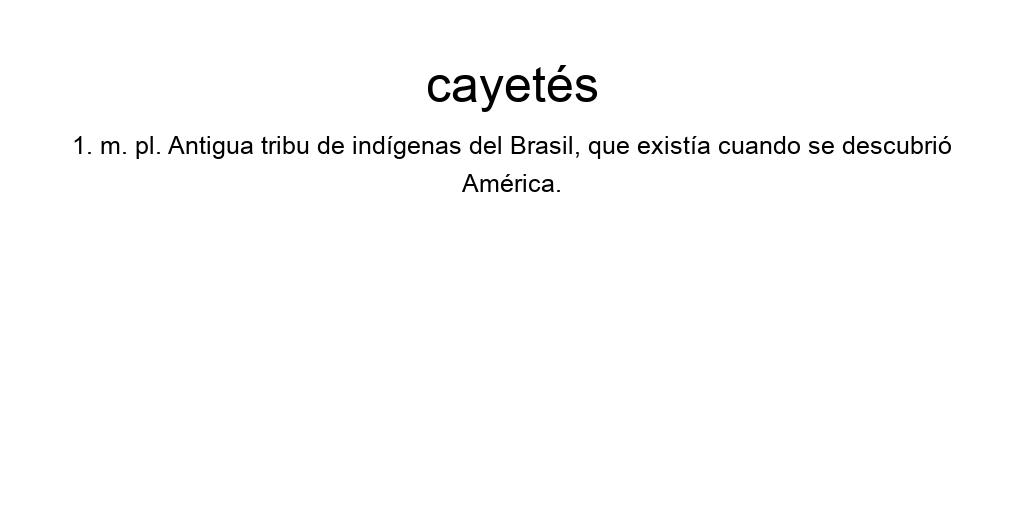 cayetés
1. m. pl. Antigua tribu de indígenas del Brasil, que existía cuando se descubrió
América.